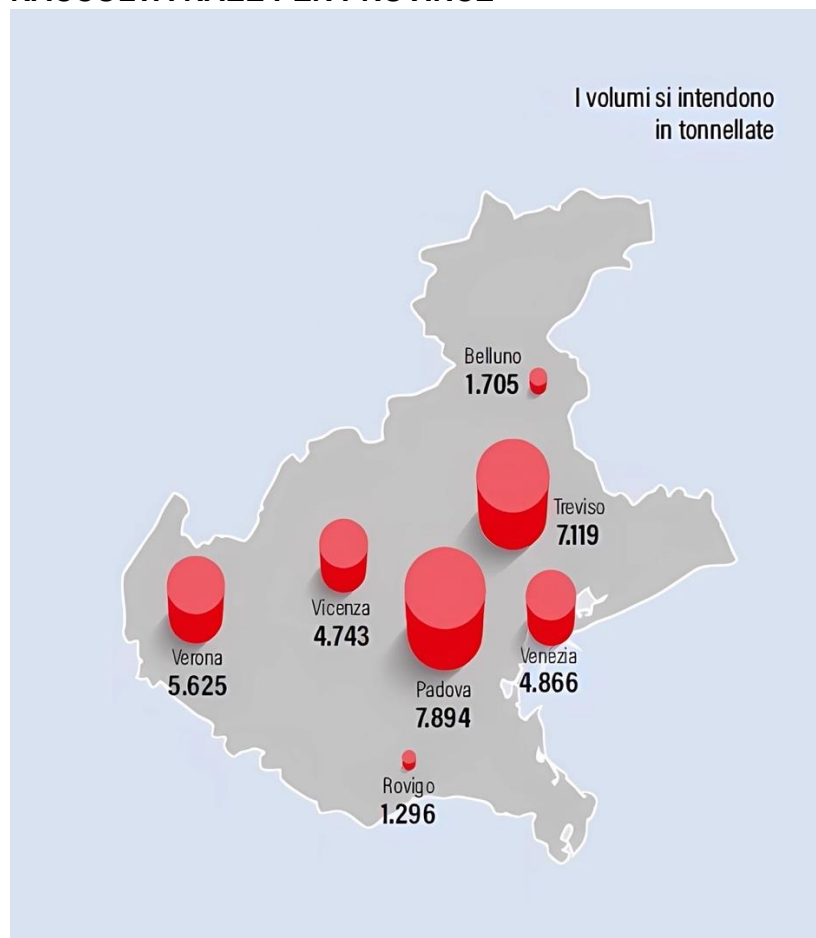 I volumi si intendono
in tonnellate
Belluno
1.705
Treviso
7.119
Vicenza
4.743
Verona
5.625
Venezia
4.866
Padova
7.894
Rovigo
1.296